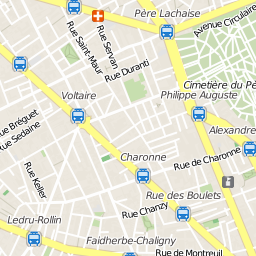 Père Lachaise
Avenue Circulaire
Rue Saint-Maur
Rue Servan
Rue Duranti
Cimetière du Pè
Voltaire
Philippe Auguste
Rue Bréguet
Rue Sedaine
Alexandre
Charonne
Rue de Charonne
Rue Keller
Rue des Boulets
Rue Chanzy
Ledru-Rollin
Faidherbe-Chaligny
Rue de Montreuil